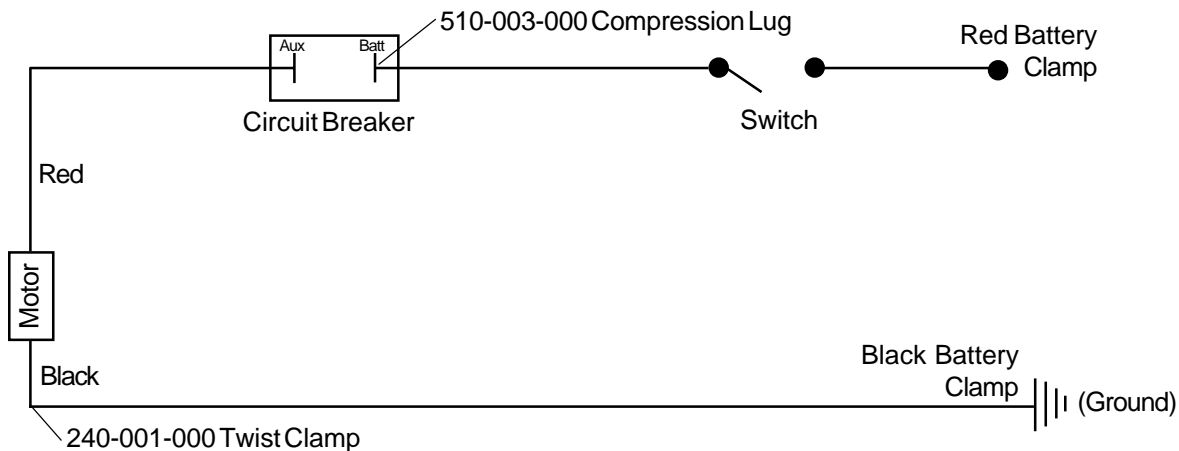 510-003-000 Compression Lug
Aux Batt
Red Battery
Clamp
Circuit Breaker
Switch
Red
Motor
Black Battery
Clamp
Black
(Ground)
240-001-000 Twist Clamp